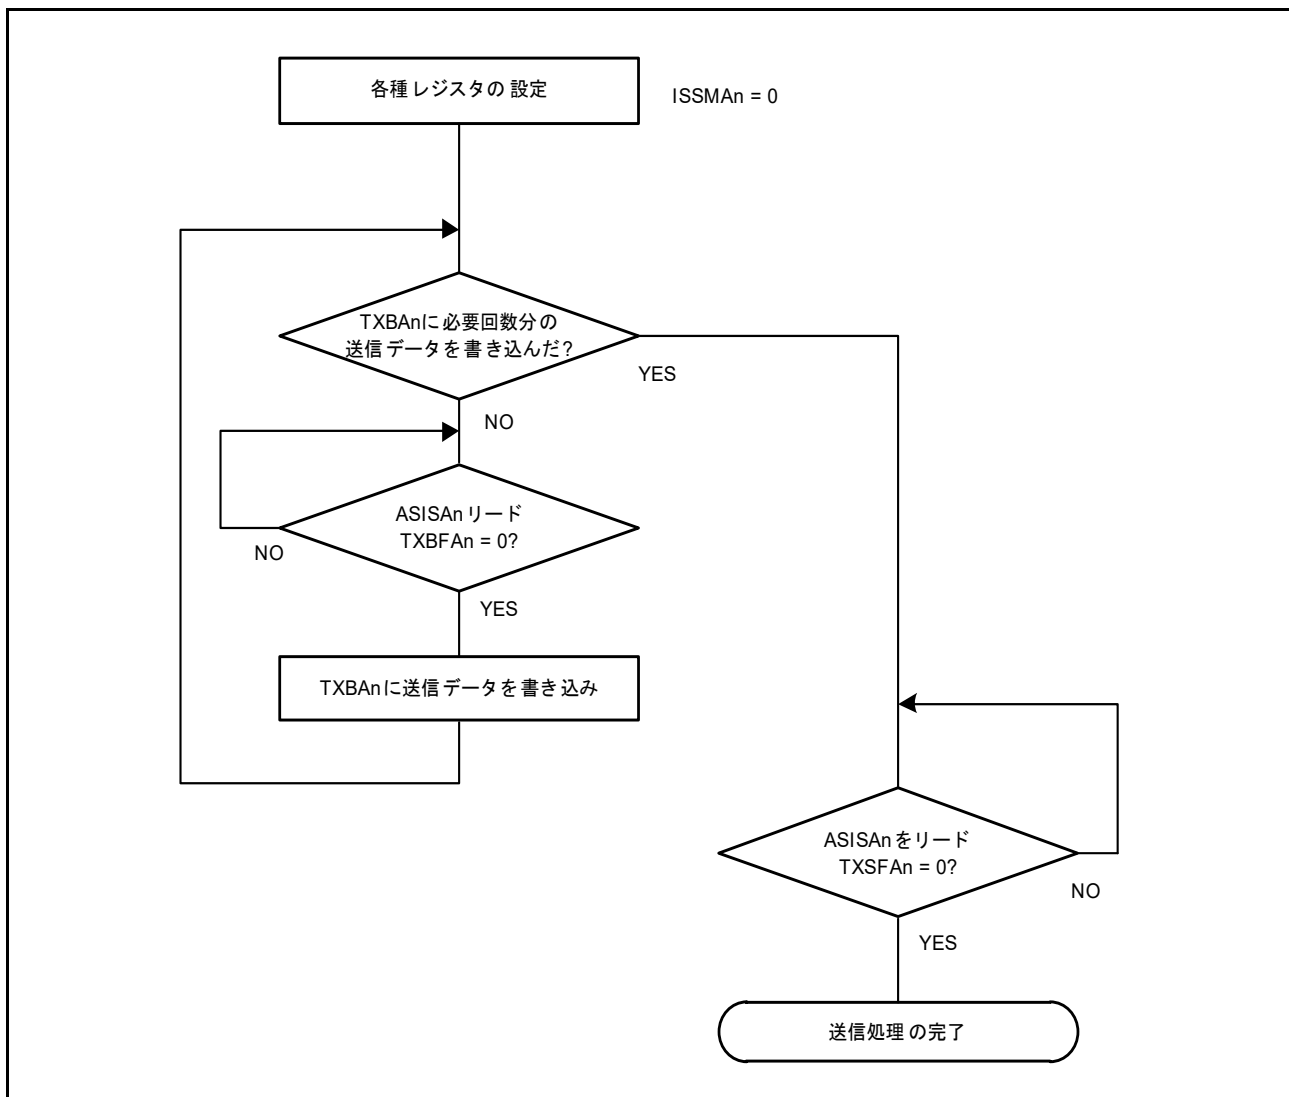 各種レジスタの設定
ISSMAn = 0
TXBAnに必要回数分の
送信データを書き込んだ?
YES
NO
ASISAnリード
TXBFAn = 0?
NO
YES
TXBAnに送信データを書き込み
ASISAnをリード
TXSFAn = 0?
NO
YES
送信処理の完了